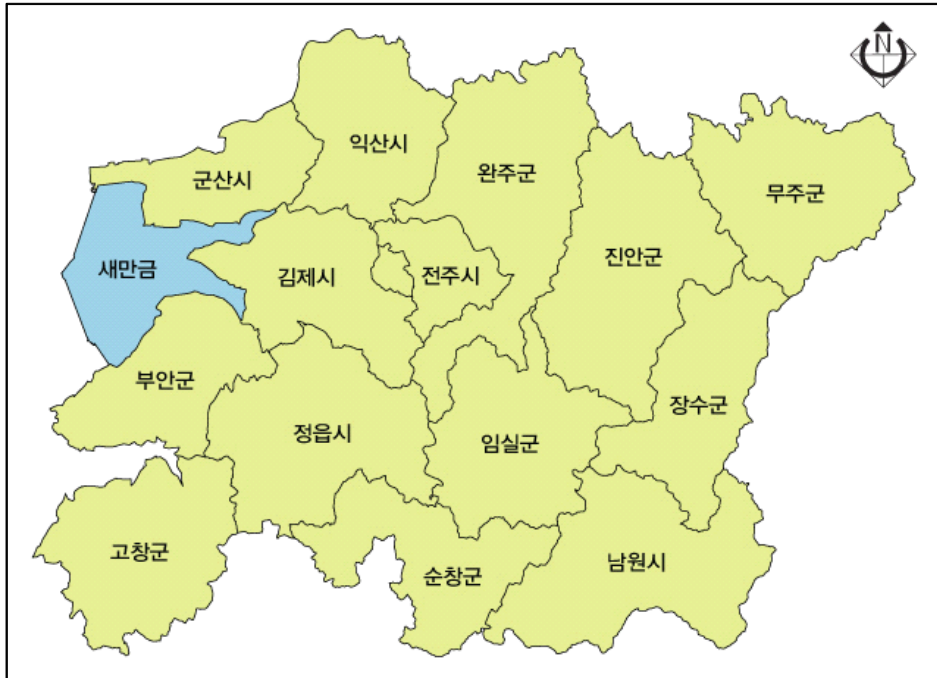 N
익산시
완주군
군산시
무주군
새만금
김제시
전주시
진안군
부안군
장수군
정읍시
임실군
고창군
순창군
남원시